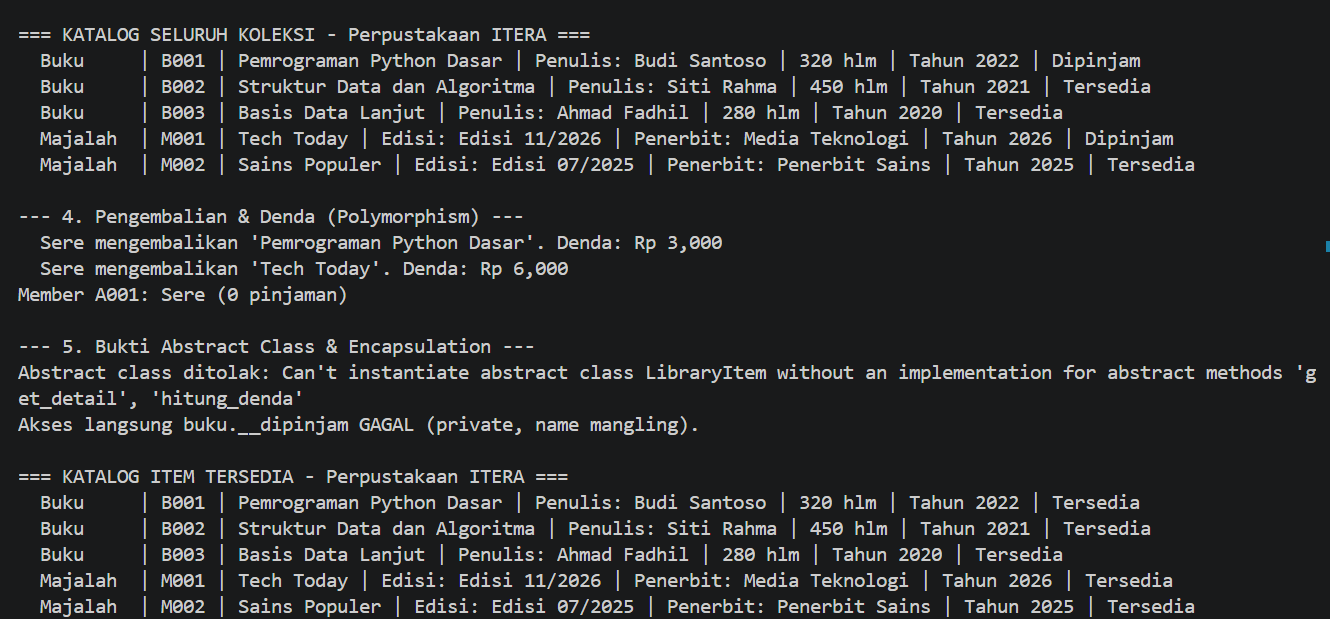 === KATALOG SELURUH KOLEKSI - Perpustakaan ITERA ===
Buku | B001 | Pemrograman Python Dasar | Penulis: Budi Santoso | 320 hlm | Tahun 2022 | Dipinjam
Buku | B002 | Struktur Data dan Algoritma | Penulis: Siti Rahma | 450 hlm | Tahun 2021 | Tersedia
Buku | B003 | Basis Data Lanjut | Penulis: Ahmad Fadhil | 280 hlm | Tahun 2020 | Tersedia
Majalah | M001 | Tech Today | Edisi: Edisi 11/2026 | Penerbit: Media Teknologi | Tahun 2026 | Dipinjam
Majalah | M002 | Sains Populer | Edisi: Edisi 07/2025 | Penerbit: Penerbit Sains | Tahun 2025 | Tersedia
--- 4. Pengembalian & Denda (Polymorphism) ---
Sere mengembalikan 'Pemrograman Python Dasar'. Denda: Rp 3,000
Sere mengembalikan 'Tech Today'. Denda: Rp 6,000
Member A001: Sere (0 pinjaman)
--- 5. Bukti Abstract Class & Encapsulation ---
Abstract class ditolak: Can't instantiate abstract class LibraryItem without an implementation for abstract methods 'g
et_detail', 'hitung_denda'
Akses langsung buku.__dipinjam GAGAL (private, name mangling).
=== KATALOG ITEM TERSEDIA - Perpustakaan ITERA ===
Buku | B001 | Pemrograman Python Dasar | Penulis: Budi Santoso | 320 hlm | Tahun 2022 | Tersedia
Buku | B002 | Struktur Data dan Algoritma | Penulis: Siti Rahma | 450 hlm | Tahun 2021 | Tersedia
Buku | B003 | Basis Data Lanjut | Penulis: Ahmad Fadhil | 280 hlm | Tahun 2020 | Tersedia
Majalah | M001 | Tech Today | Edisi: Edisi 11/2026 | Penerbit: Media Teknologi | Tahun 2026 | Tersedia
Majalah | M002 | Sains Populer | Edisi: Edisi 07/2025 | Penerbit: Penerbit Sains | Tahun 2025 | Tersedia